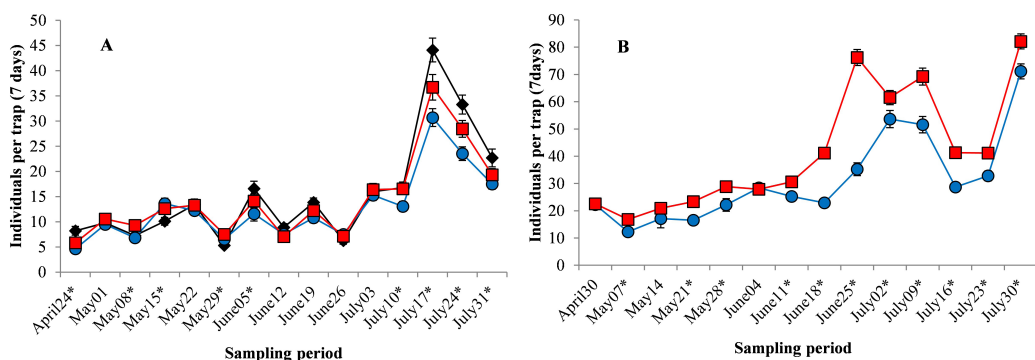 A
Individuals per trap (7 days)
50
45
40
35
30
25
20
15
10
5
0
April24*
May01
May08*
May15*
May22
May29*
June05*
June12
June19
June26
July03
July10*
July17*
July24*
July31*
Sampling period
B
Individuals per trap (7days)
90
80
70
60
50
40
30
20
10
0
April30
May07*
May14
May21*
May28*
June04
June11*
June18*
June25*
July02*
July09*
July16*
July23*
July30*
Sampling period